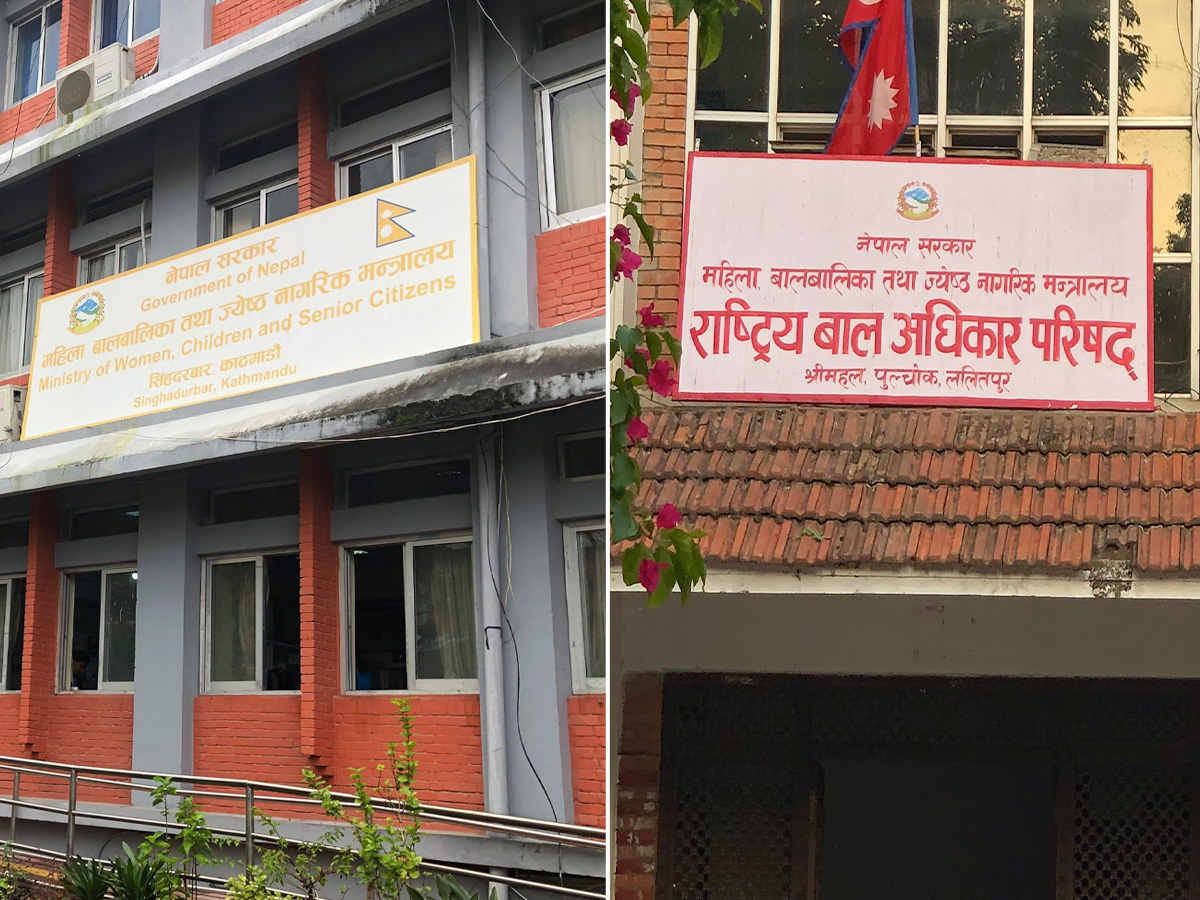 नेपाल सरकार
Government of Nepal
महिला, बालबालिका तथा ज्येष्ठ नागरिक मन्त्रालय
Ministry of Women, Children and Senior Citizens
सिंहदरबार, काठमाडौं
Singhadurbar, Kathmandu
नेपाल सरकार
महिला, बालबालिका तथा ज्येष्ठ नागरिक मन्त्रालय
राष्ट्रिय बाल अधिकार परिषद्
श्रीमहल, पुल्चोक, ललितपुर